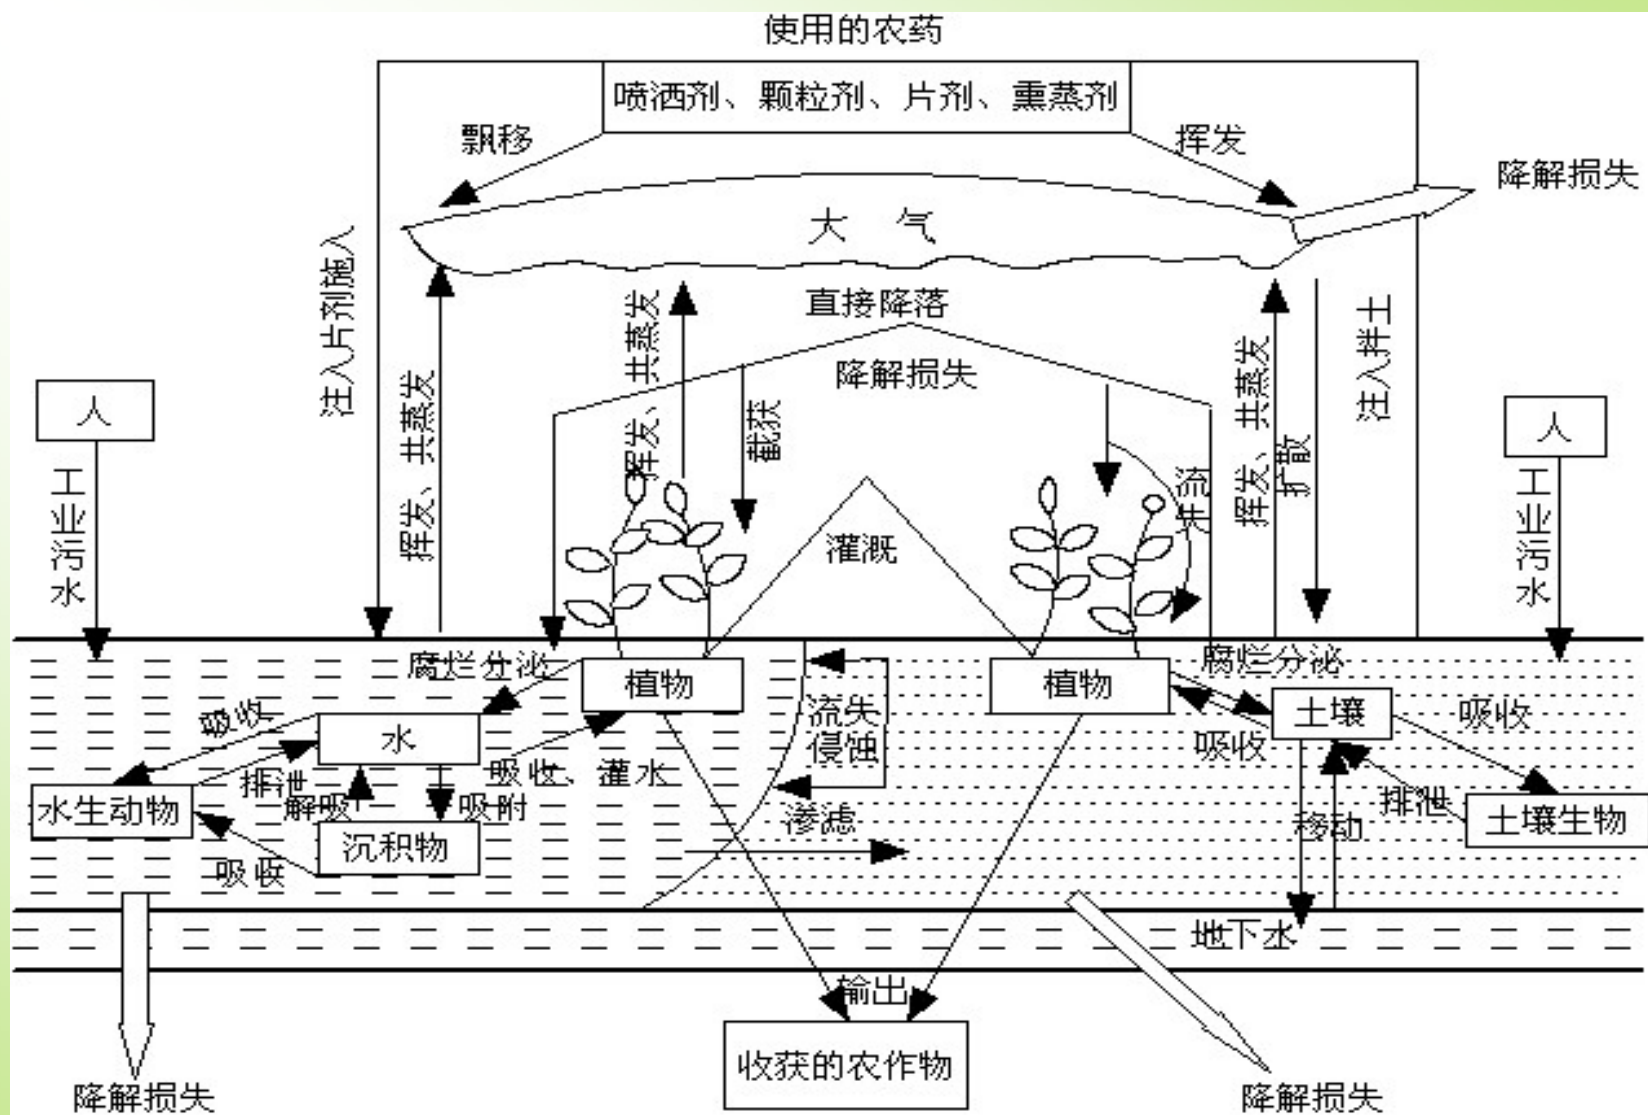 使用的农药
喷洒剂、颗粒剂、片剂、熏蒸剂
飘移
挥发
降解损失
大 气
注入片剂施入
挥发、共蒸发
挥发、共蒸发
直接降落
降解损失
截获
挥发、共蒸发
扩散
注入拌土
人
人
工业污水
工业污水
灌溉
腐烂分泌
植物
植物
腐烂分泌
流失
侵蚀
土壤
吸收
吸收
吸收
水
排泄
解吸
吸附
吸收、灌水
水生动物
沉积物
吸收
渗滤
移动
排泄
土壤生物
地下水
输出
收获的农作物
降解损失
降解损失